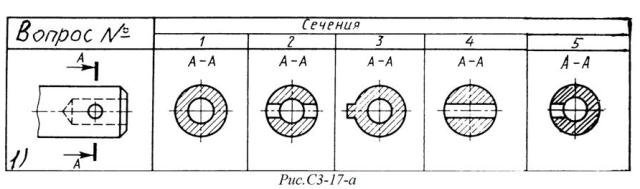 Вопрос №
Сечения
1 2 3 4 5
А-А А-А А-А А-А А-А
А
А
1)
Рис.С3-17-а